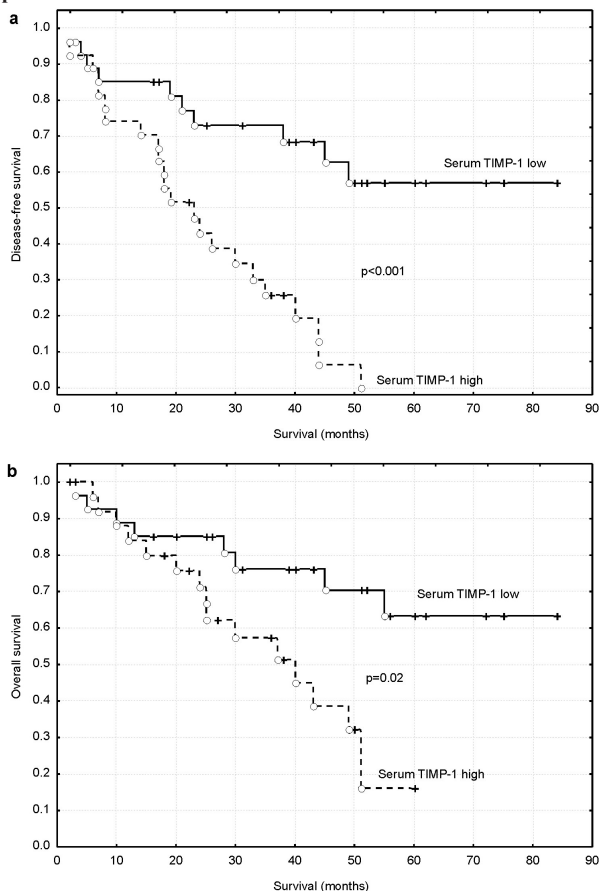 a
1.0
0.9
0.8
0.7
0.6
0.5
0.4
0.3
0.2
0.1
0.0
Disease-free survival
Serum TIMP-1 low
p<0.001
Serum TIMP-1 high
0 10 20 30 40 50 60 70 80 90
Survival (months)
b
1.0
0.9
0.8
0.7
0.6
0.5
0.4
0.3
0.2
0.1
0.0
Overall survival
Serum TIMP-1 low
p=0.02
Serum TIMP-1 high
0 10 20 30 40 50 60 70 80 90
Survival (months)